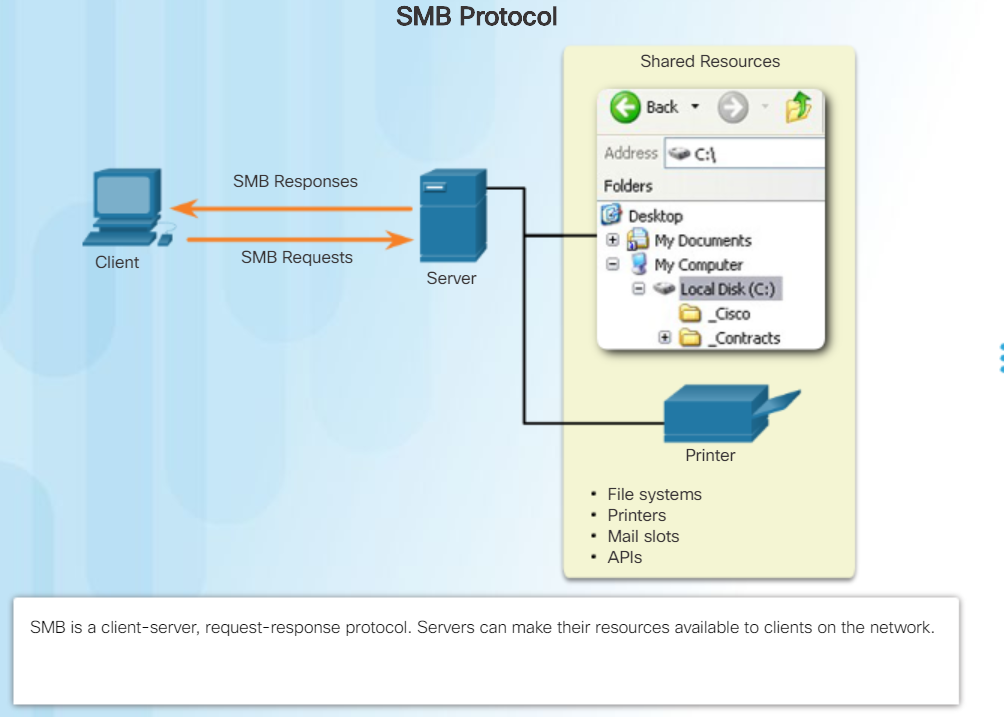 SMB Protocol
Shared Resources
Back
Address C:\
Folders
Desktop
My Documents
My Computer
Local Disk (C:)
_Cisco
_Contracts
SMB Responses
SMB Requests
Client
Server
Printer
• File systems
• Printers
• Mail slots
• APIs
SMB is a client-server, request-response protocol. Servers can make their resources available to clients on the network.